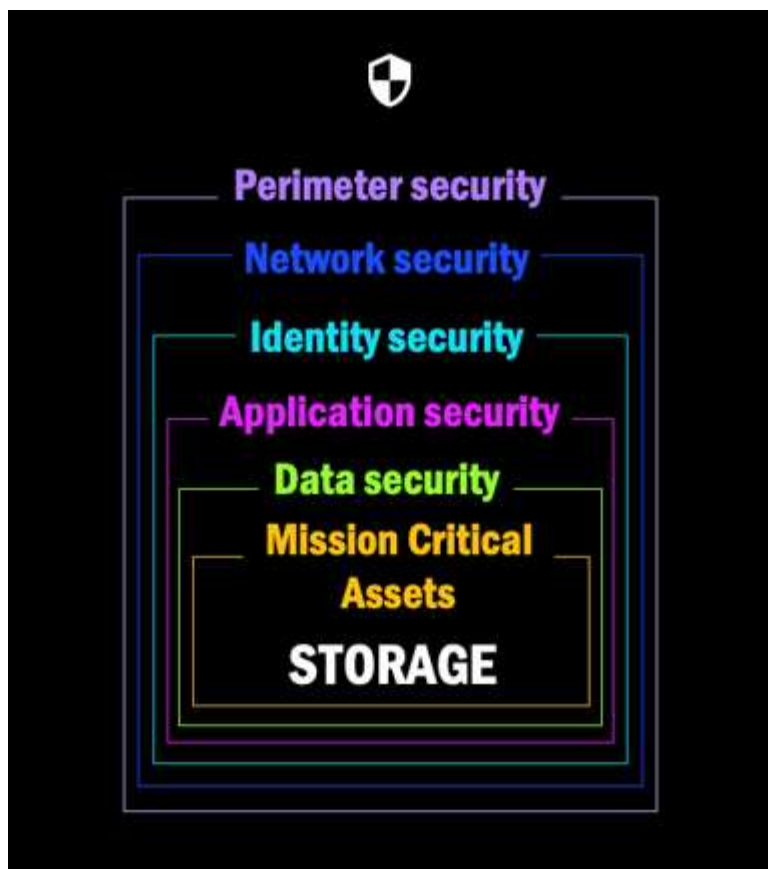 Perimeter security
Network security
Identity security
Application security
Data security
Mission Critical
Assets
STORAGE